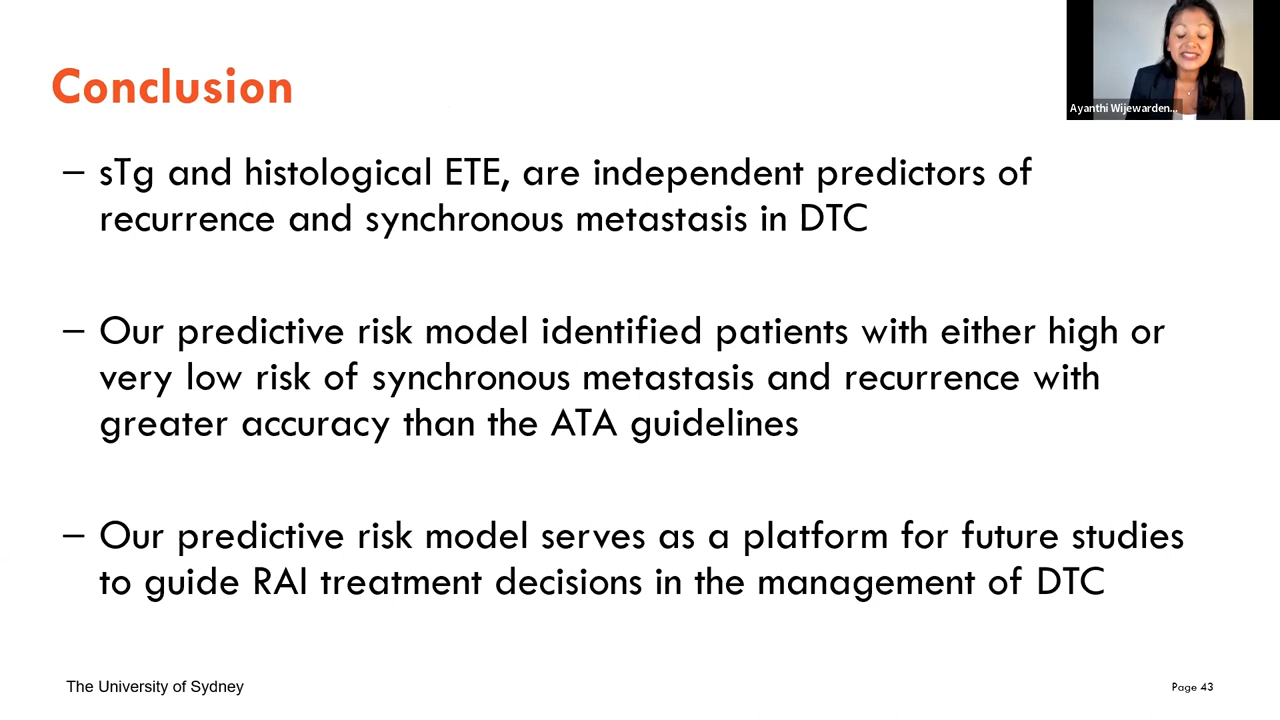 Conclusion
Ayanthi Wijewarden...
– sTg and histological ETE, are independent predictors of
recurrence and synchronous metastasis in DTC
– Our predictive risk model identified patients with either high or
very low risk of synchronous metastasis and recurrence with
greater accuracy than the ATA guidelines
– Our predictive risk model serves as a platform for future studies
to guide RAI treatment decisions in the management of DTC
The University of Sydney
Page 43